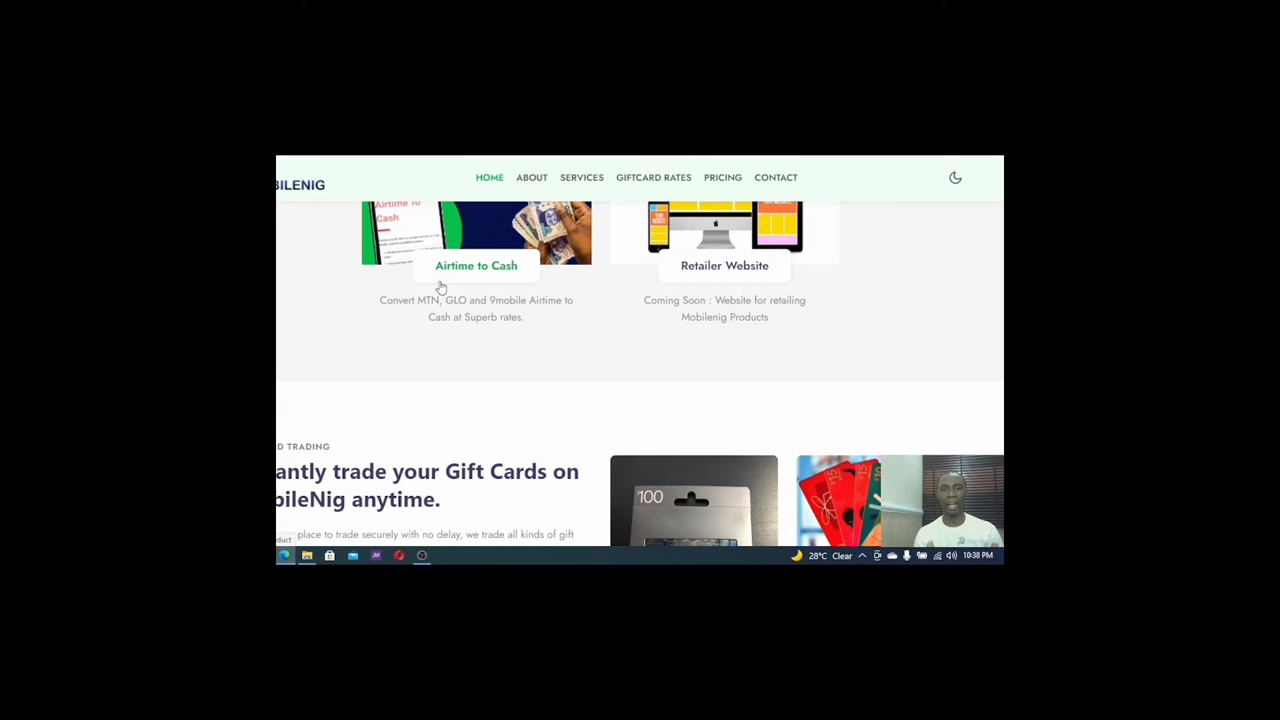 BILENIG
HOME ABOUT SERVICES GIFTCARD RATES PRICING CONTACT
Airtime to
Cash
Airtime to Cash
Convert MTN, GLO and 9mobile Airtime to
Cash at Superb rates.
Retailer Website
Coming Soon : Website for retailing
Mobilenig Products
D TRADING
antly trade your Gift Cards on
bileNig anytime.
place to trade securely with no delay, we trade all kinds of gift
100
15
10
duct
28°C Clear
10:38 PM